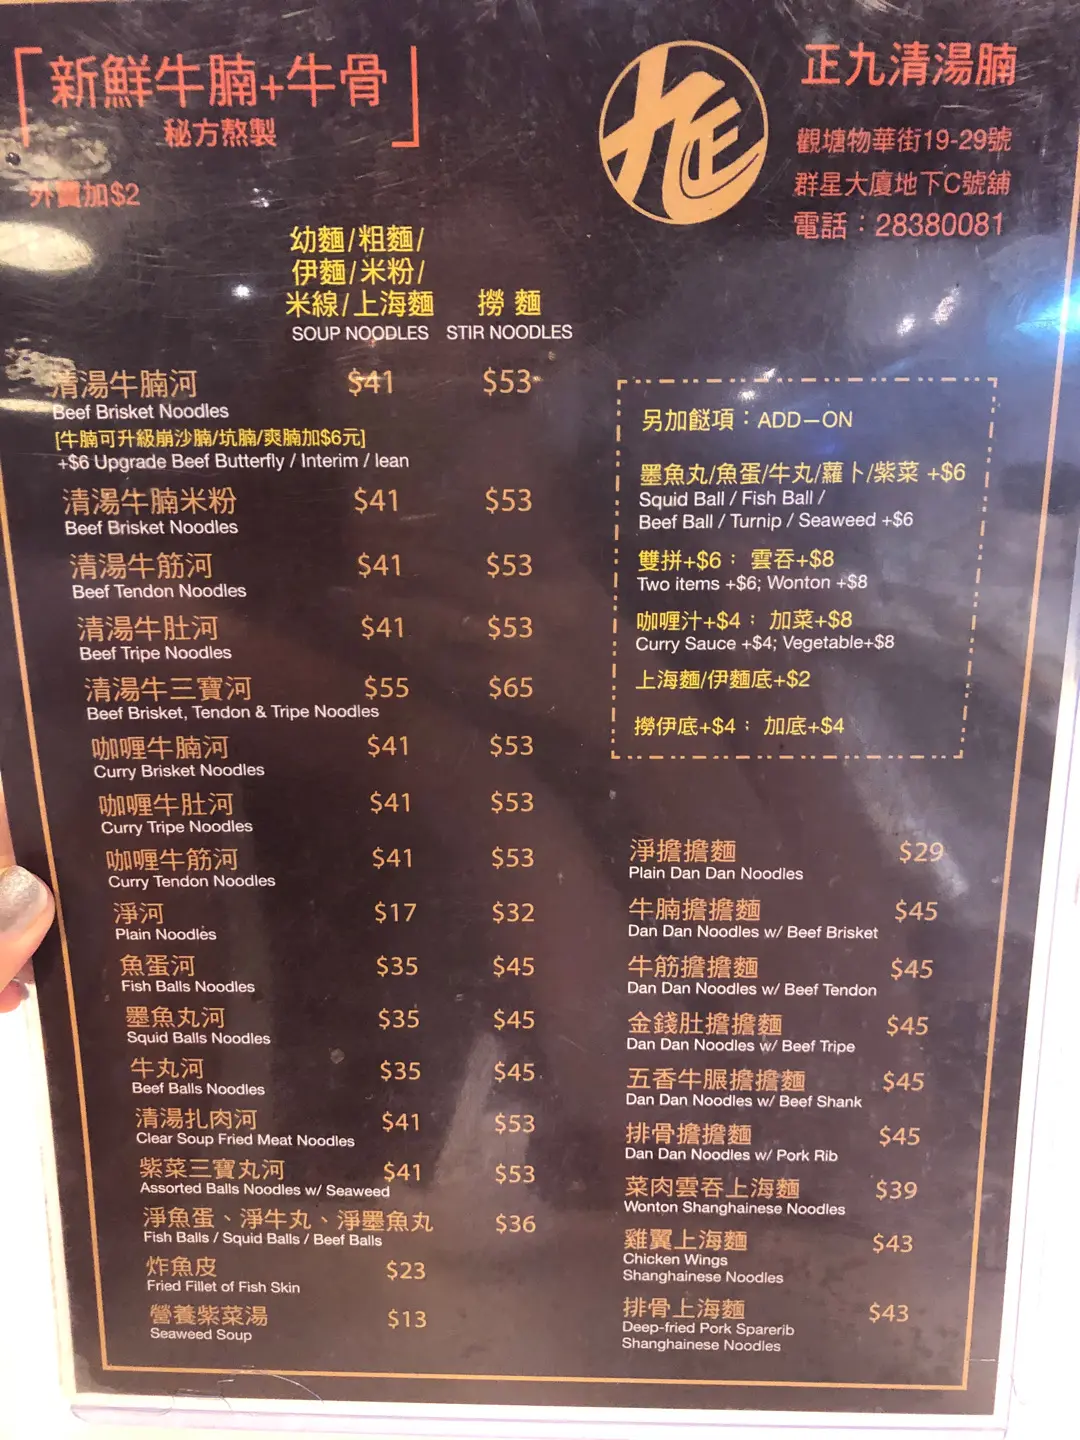 新鮮牛腩+牛骨
秘方熬製
外賣加$2
正九清湯腩
觀塘物華街19-29號
群星大廈地下C號舖
電話：28380081
幼麵/粗麵/
伊麵/米粉/
米線/上海麵
SOUP NOODLES
撈麵
STIR NOODLES
清湯牛腩河 $41 $53
Beef Brisket Noodles
[牛腩可升級崩沙腩/坑腩/爽腩加$6元]
+$6 Upgrade Beef Butterfly / Interim / lean
清湯牛腩米粉 $41 $53
Beef Brisket Noodles
清湯牛筋河 $41 $53
Beef Tendon Noodles
清湯牛肚河 $41 $53
Beef Tripe Noodles
清湯牛三寶河 $55 $65
Beef Brisket, Tendon & Tripe Noodles
咖喱牛腩河 $41 $53
Curry Brisket Noodles
咖喱牛肚河 $41 $53
Curry Tripe Noodles
咖喱牛筋河 $41 $53
Curry Tendon Noodles
淨河 $17 $32
Plain Noodles
魚蛋河 $35 $45
Fish Balls Noodles
墨魚丸河 $35 $45
Squid Balls Noodles
牛丸河 $35 $45
Beef Balls Noodles
清湯扎肉河 $41 $53
Clear Soup Fried Meat Noodles
紫菜三寶丸河 $41 $53
Assorted Balls Noodles w/ Seaweed
淨魚蛋、淨牛丸、淨墨魚丸 $36
Fish Balls / Squid Balls / Beef Balls
炸魚皮 $23
Fried Fillet of Fish Skin
營養紫菜湯 $13
Seaweed Soup
另加餸項：ADD－ON
墨魚丸/魚蛋/牛丸/蘿卜/紫菜 +$6
Squid Ball / Fish Ball /
Beef Ball / Turnip / Seaweed +$6
雙拼+$6； 雲吞+$8
Two items +$6; Wonton +$8
咖喱汁+$4； 加菜+$8
Curry Sauce +$4; Vegetable+$8
上海麵/伊麵底+$2
撈伊底+$4； 加底+$4
淨擔擔麵 $29
Plain Dan Dan Noodles
牛腩擔擔麵 $45
Dan Dan Noodles w/ Beef Brisket
牛筋擔擔麵 $45
Dan Dan Noodles w/ Beef Tendon
金錢肚擔擔麵 $45
Dan Dan Noodles w/ Beef Tripe
五香牛𦟌擔擔麵 $45
Dan Dan Noodles w/ Beef Shank
排骨擔擔麵 $45
Dan Dan Noodles w/ Pork Rib
菜肉雲吞上海麵 $39
Wonton Shanghainese Noodles
雞翼上海麵 $43
Chicken Wings
Shanghainese Noodles
排骨上海麵 $43
Deep-fried Pork Sparerib
Shanghainese Noodles